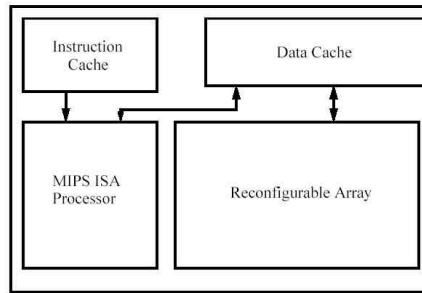 Instruction
Cache
Data Cache
MIPS ISA
Processor
Reconfigurable Array